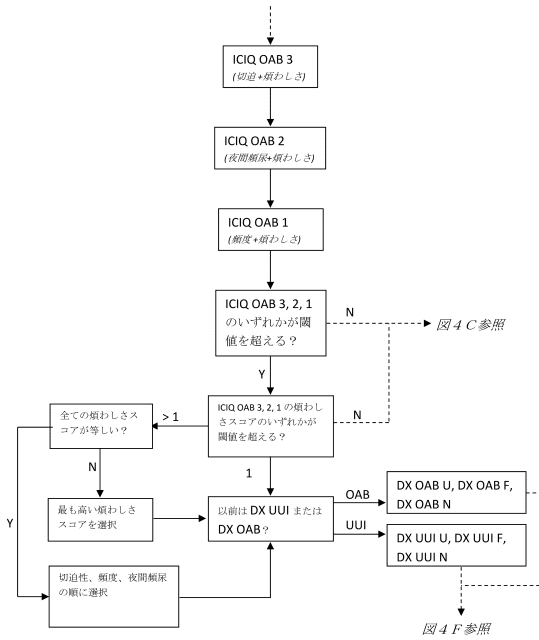 ICIQ OAB 3
(切迫+煩わしさ)
ICIQ OAB 2
(夜間頻尿+煩わしさ)
ICIQ OAB 1
(頻度+煩わしさ)
ICIQ OAB 3, 2, 1
のいずれかが閾
値を超える？
N
図４Ｃ参照
Y
全ての煩わしさス
コアが等しい？
> 1
ICIQ OAB 3, 2, 1 の煩わし
さスコアのいずれかが
閾値を超える？
N
N
1
Y
最も高い煩わしさ
スコアを選択
以前は DX UUI または
DX OAB？
OAB
DX OAB U, DX OAB F,
DX OAB N
UUI
DX UUI U, DX UUI F,
DX UUI N
切迫性、頻度、夜間頻尿
の順に選択
図４Ｆ参照